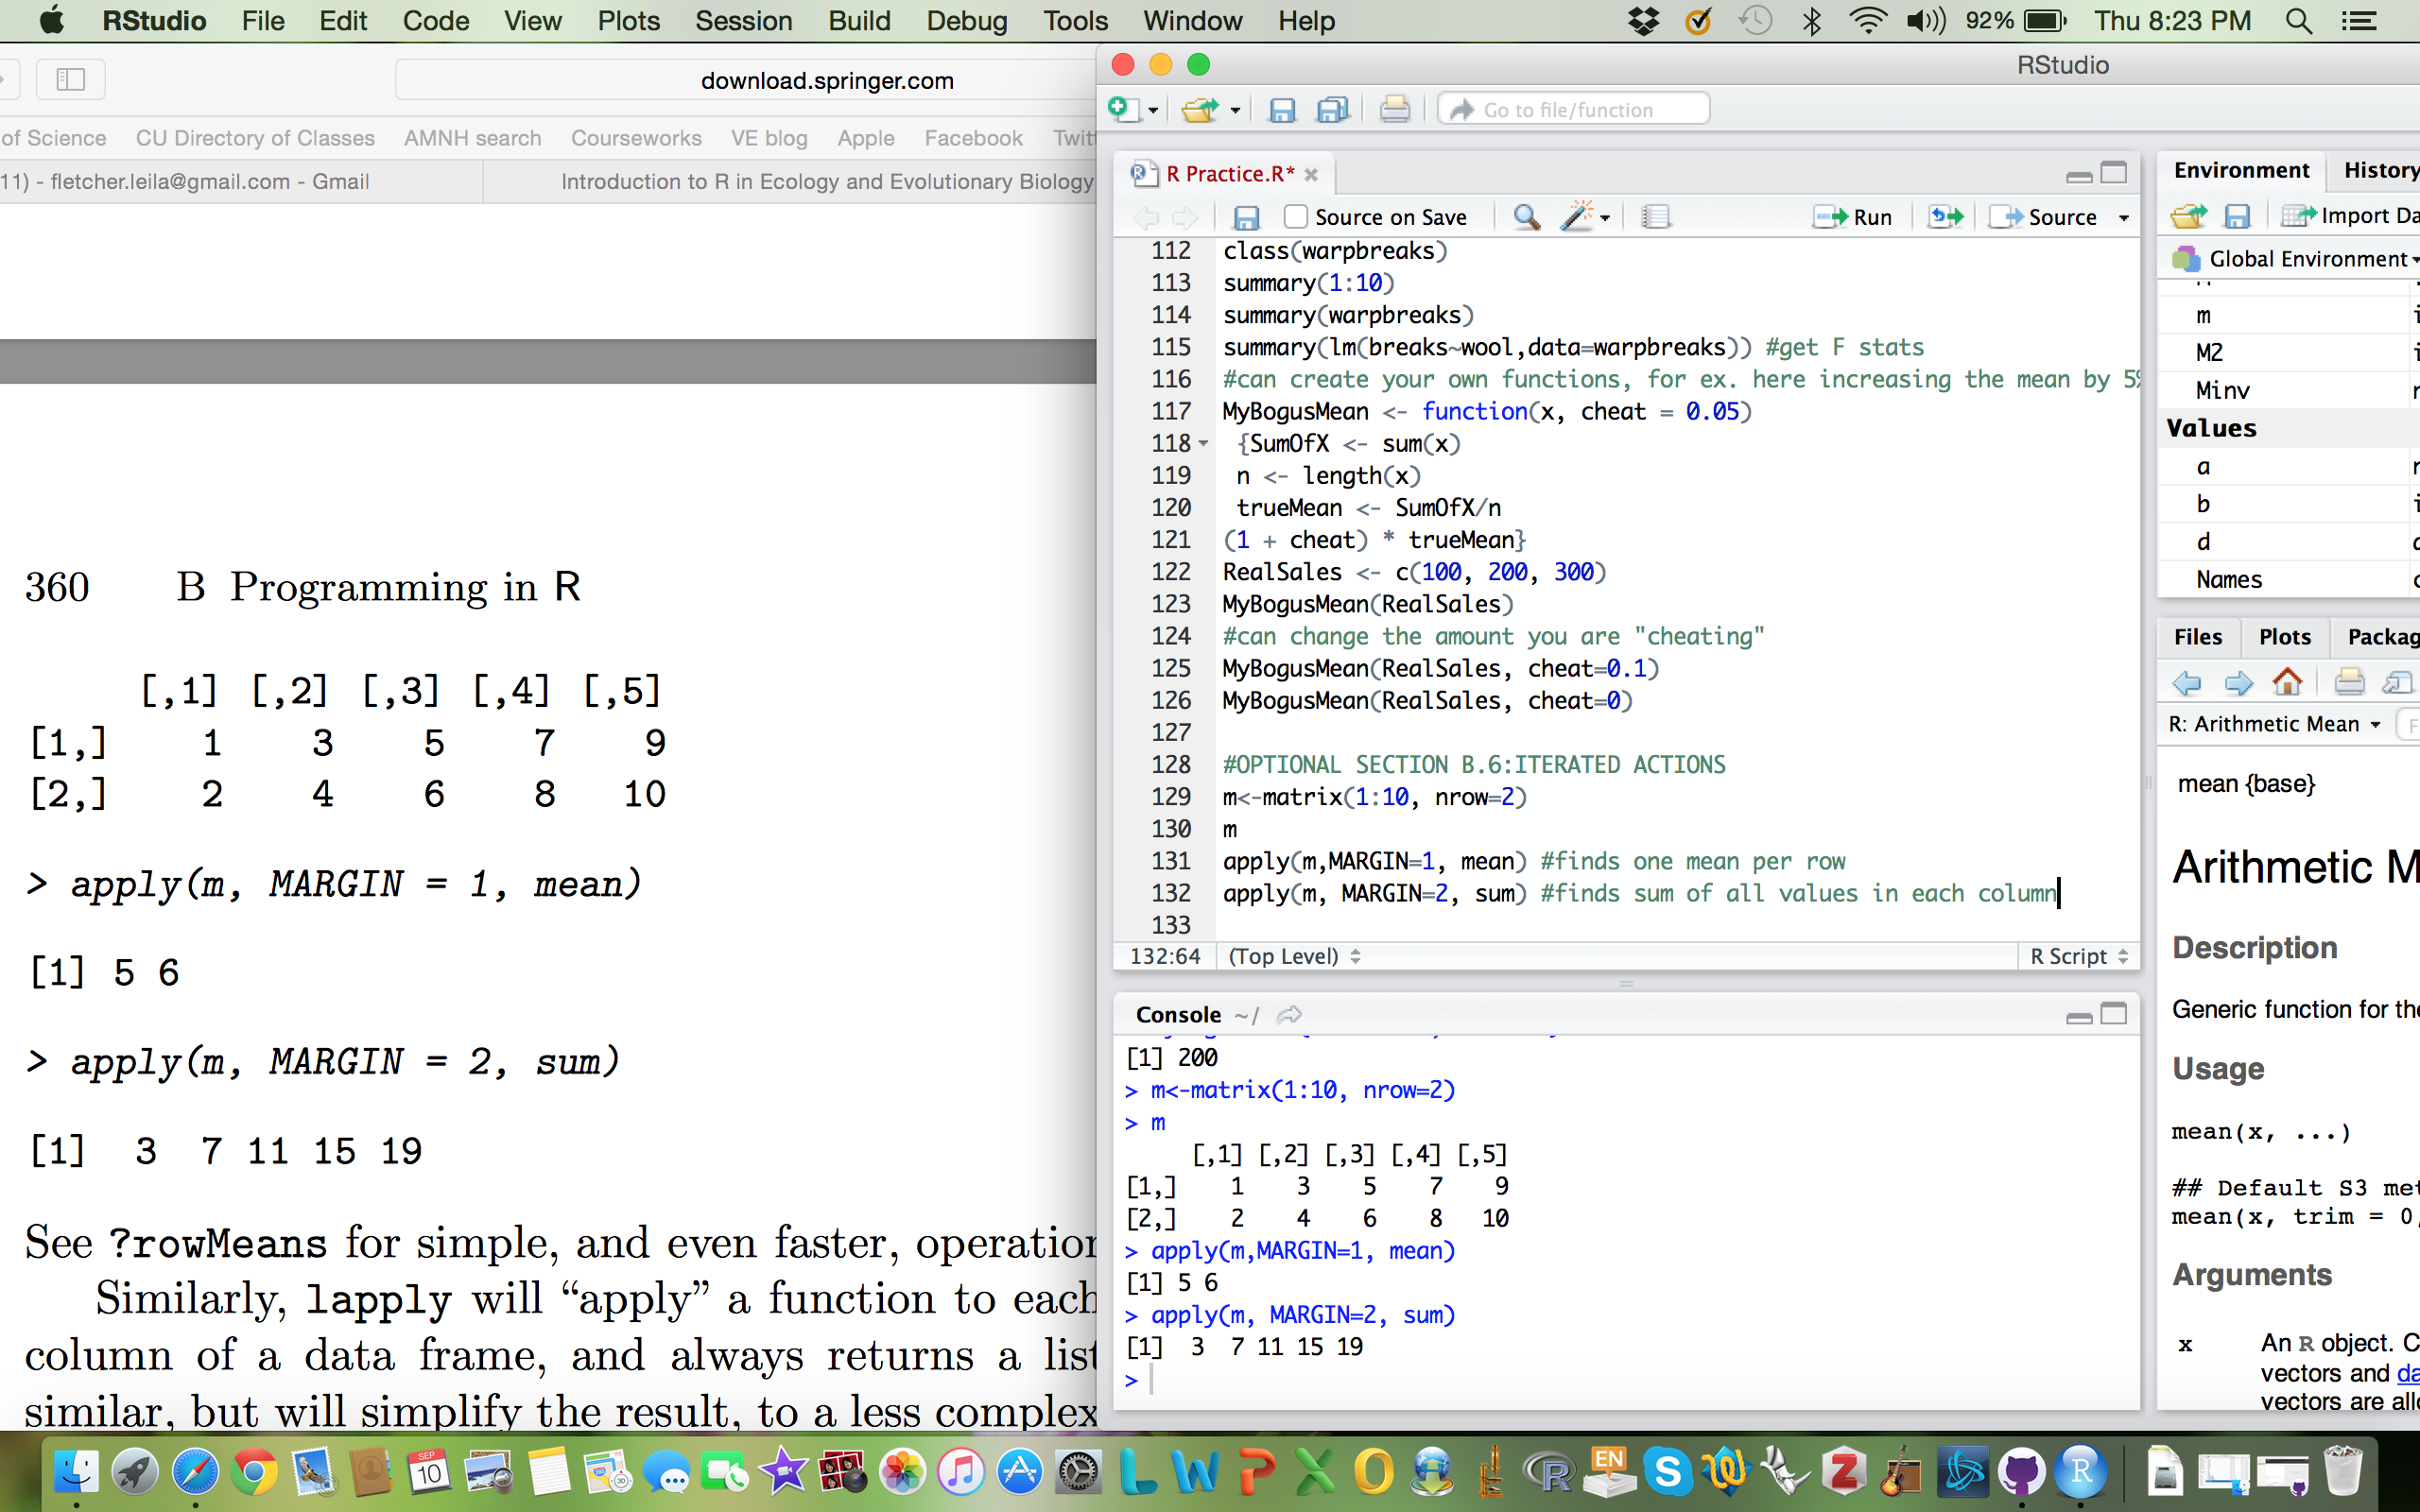 RStudio File Edit Code View Plots Session Build Debug Tools Window Help 92% Thu 8:23 PM
download.springer.com
of Science CU Directory of Classes AMNH search Courseworks VE blog Apple Facebook Twitt
11) - fletcher.leila@gmail.com - Gmail Introduction to R in Ecology and Evolutionary Biology
360 B Programming in R
[,1] [,2] [,3] [,4] [,5]
[1,] 1 3 5 7 9
[2,] 2 4 6 8 10
> apply(m, MARGIN = 1, mean)
[1] 5 6
> apply(m, MARGIN = 2, sum)
[1] 3 7 11 15 19
See ?rowMeans for simple, and even faster, operation
Similarly, lapply will “apply” a function to each
column of a data frame, and always returns a list
similar, but will simplify the result, to a less complex
RStudio
Go to file/function
R Practice.R*
Source on Save Run Source
112 class(warpbreaks)
113 summary(1:10)
114 summary(warpbreaks)
115 summary(lm(breaks~wool,data=warpbreaks)) #get F stats
116 #can create your own functions, for ex. here increasing the mean by 5%
117 MyBogusMean <- function(x, cheat = 0.05)
118 {SumOfX <- sum(x)
119 n <- length(x)
120 trueMean <- SumOfX/n
121 (1 + cheat) * trueMean}
122 RealSales <- c(100, 200, 300)
123 MyBogusMean(RealSales)
124 #can change the amount you are "cheating"
125 MyBogusMean(RealSales, cheat=0.1)
126 MyBogusMean(RealSales, cheat=0)
127
128 #OPTIONAL SECTION B.6:ITERATED ACTIONS
129 m<-matrix(1:10, nrow=2)
130 m
131 apply(m,MARGIN=1, mean) #finds one mean per row
132 apply(m, MARGIN=2, sum) #finds sum of all values in each column
133
132:64 (Top Level) R Script
Console ~/
[1] 200
> m<-matrix(1:10, nrow=2)
> m
[,1] [,2] [,3] [,4] [,5]
[1,] 1 3 5 7 9
[2,] 2 4 6 8 10
> apply(m,MARGIN=1, mean)
[1] 5 6
> apply(m, MARGIN=2, sum)
[1] 3 7 11 15 19
>
Environment History
Import Da
Global Environment
m
M2
Minv
Values
a
b
d
Names
Files Plots Packag
R: Arithmetic Mean
mean {base}
Arithmetic M
Description
Generic function for the
Usage
mean(x, ...)
## Default S3 met
mean(x, trim = 0,
Arguments
x An R object. C
vectors and da
vectors are allo
SEP
10
EN